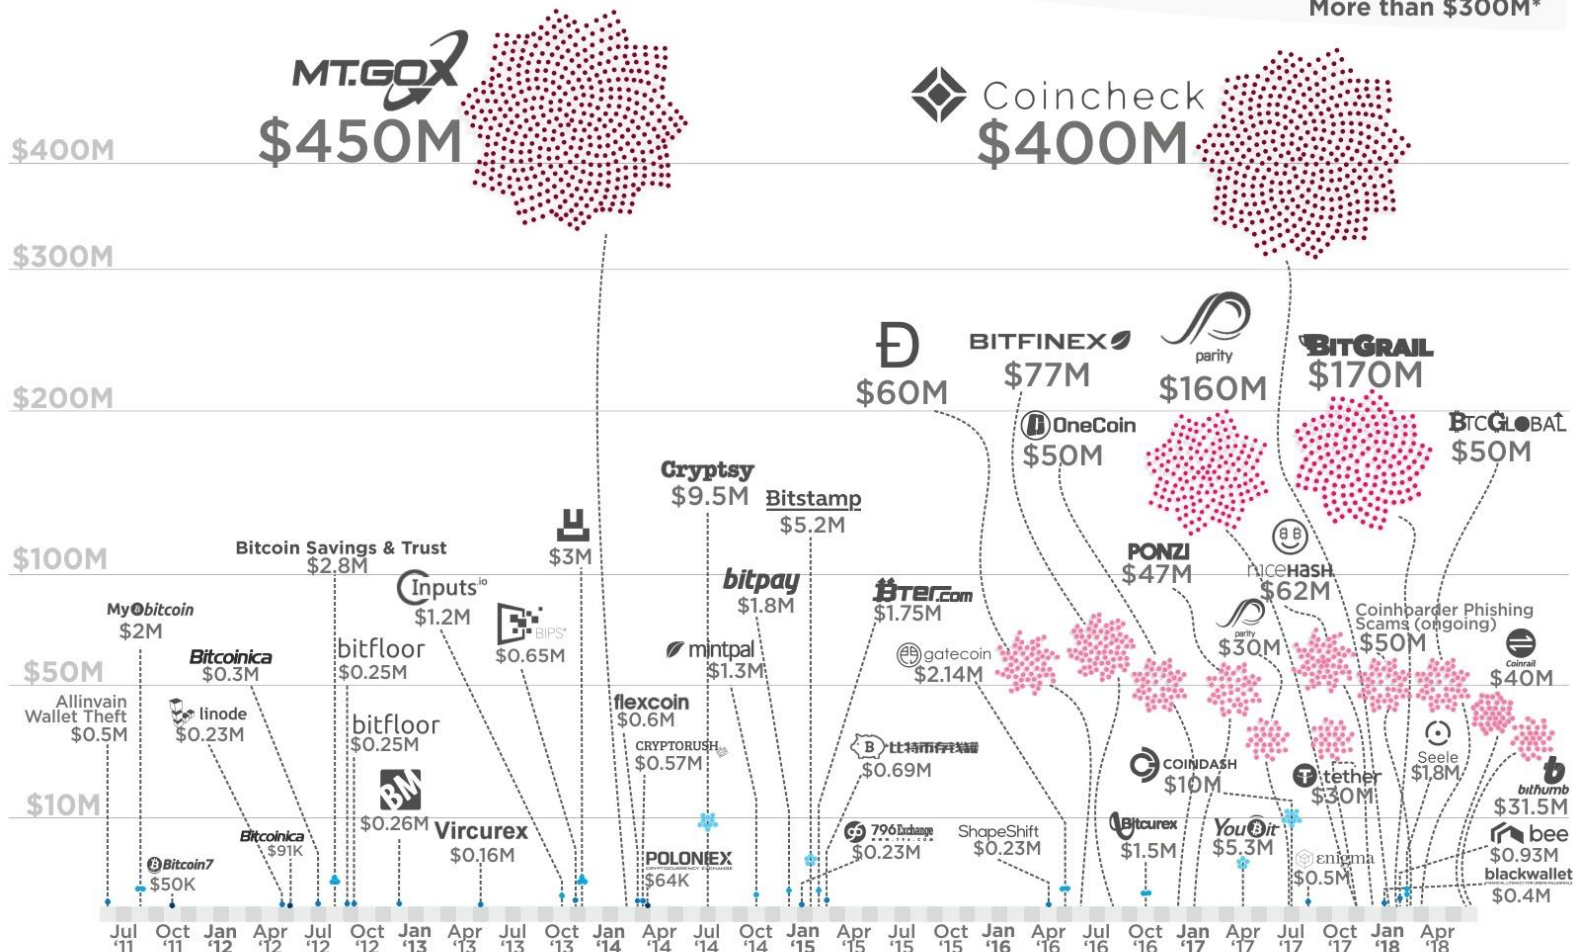 More than $300M*
MT.GOX
$450M
Coincheck
$400M
$400M
$300M
$200M
$100M
$50M
$10M
Đ
$60M
BITFINEX
$77M
parity
$160M
BITGRAIL
$170M
OneCoin
$50M
BTCGLOBAL
$50M
Cryptsy
$9.5M
Bitstamp
$5.2M
$3M
Bitcoin Savings & Trust
$2.8M
Inputs.io
$1.2M
BIPS
$0.65M
bitpay
$1.8M
BTer.com
$1.75M
PONZI
$47M
NICEHASH
$62M
MyBbitcoin
$2M
Bitcoinica
$0.3M
bitfloor
$0.25M
mintpal
$1.3M
gatecoin
$2.14M
parity
$30M
Coinhoarder Phishing
Scams (ongoing)
$50M
Coinrail
$40M
Allinvain
Wallet Theft
$0.5M
linode
$0.23M
bitfloor
$0.25M
flexcoin
$0.6M
CRYPTORUSH
$0.57M
B
$0.69M
COINDASH
$10M
tether
$30M
Seele
$1.8M
bithumb
$31.5M
BW
$0.26M
Bitcoinica
$91K
Vircurex
$0.16M
Bitcoin7
$50K
POLONIEX
CRYPTOCURRENCY EXCHANGE
$64K
796Exchange
$0.23M
ShapeShift
$0.23M
Bitcurex
$1.5M
YouBit
$5.3M
enigma
$0.5M
bee
$0.93M
blackwallet
$0.4M
Jul Oct Jan Apr Jul Oct Jan Apr Jul Oct Jan Apr Jul Oct Jan Apr Jul Oct Jan Apr Jul Oct Jan Apr Jul Oct Jan Apr
'11 '11 '12 '12 '12 '12 '13 '13 '13 '13 '14 '14 '14 '14 '15 '15 '15 '15 '16 '16 '16 '16 '17 '17 '17 '17 '18 '18